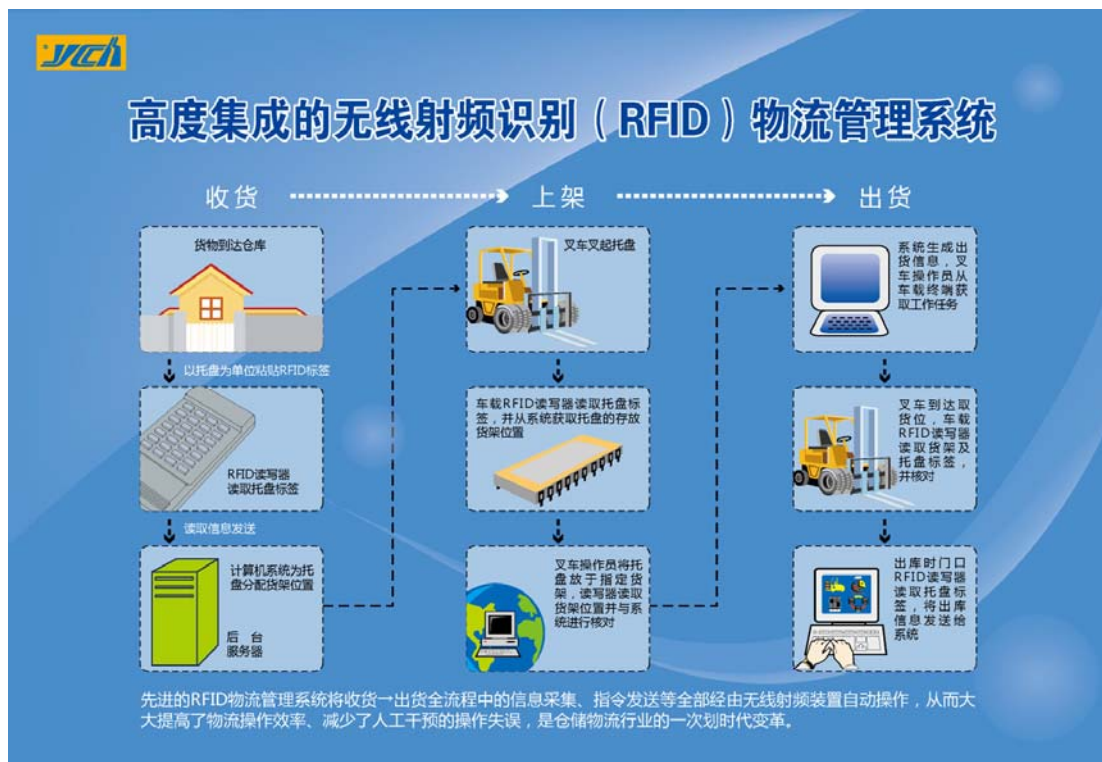 ych
高度集成的无线射频识别（RFID）物流管理系统
收货
上架
出货
货物到达仓库
以托盘为单位粘贴RFID标签
RFID读写器
读取托盘标签
读取信息发送
计算机系统为托
盘分配货架位置
后台
服务器
叉车叉起托盘
车载RFID读写器读取托盘标
签，并从系统获取托盘的存放
货架位置
叉车操作员将托
盘放于指定货
架，读写器读取
货架位置并与系
统进行核对
系统生成出
货信息，叉
车操作员从
车载终端获
取工作任务
叉车到达取
货位，车载
RFID读写器
读取货架及
托盘标签，
并核对
出库时门口
RFID读写器
读取托盘标
签，将出库
信息发送给
系统
先进的RFID物流管理系统将收货→出货全流程中的信息采集、指令发送等全部经由无线射频装置自动操作，从而大
大提高了物流操作效率、减少了人工干预的操作失误，是仓储物流行业的一次划时代变革。